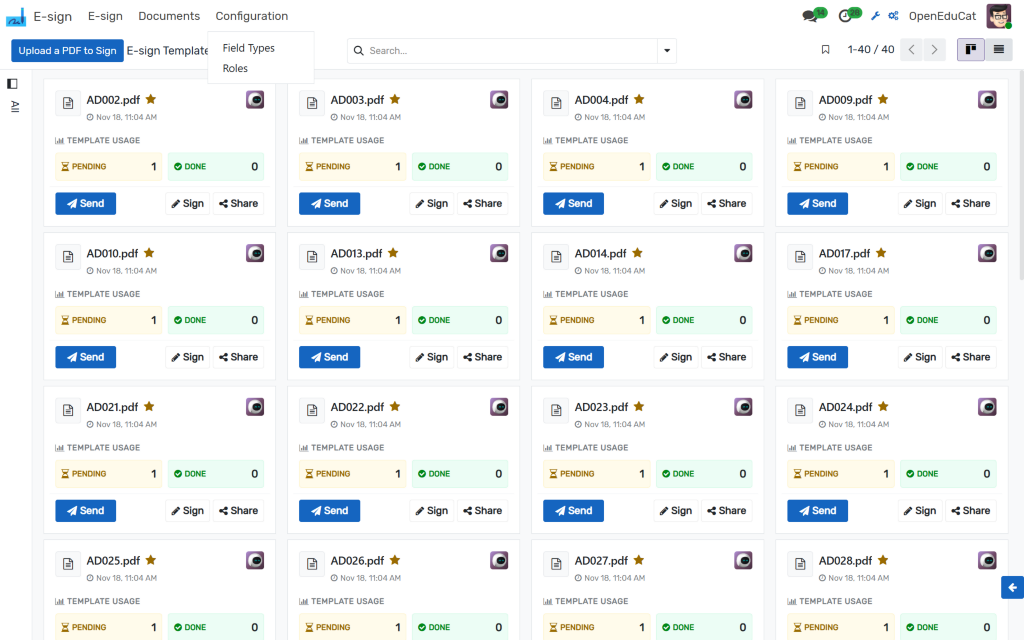 E-sign E-sign Documents Configuration 14 28 OpenEduCat
Upload a PDF to Sign E-sign Template Search... 1-40 / 40
Field Types
Roles
All
AD002.pdf AD003.pdf AD004.pdf AD009.pdf
Nov 18, 11:04 AM Nov 18, 11:04 AM Nov 18, 11:04 AM Nov 18, 11:04 AM
TEMPLATE USAGE TEMPLATE USAGE TEMPLATE USAGE TEMPLATE USAGE
PENDING 1 DONE 0 PENDING 1 DONE 0 PENDING 1 DONE 0 PENDING 1 DONE 0
Send Sign Share Send Sign Share Send Sign Share Send Sign Share
AD010.pdf AD013.pdf AD014.pdf AD017.pdf
Nov 18, 11:04 AM Nov 18, 11:04 AM Nov 18, 11:04 AM Nov 18, 11:04 AM
TEMPLATE USAGE TEMPLATE USAGE TEMPLATE USAGE TEMPLATE USAGE
PENDING 1 DONE 0 PENDING 1 DONE 0 PENDING 1 DONE 0 PENDING 1 DONE 0
Send Sign Share Send Sign Share Send Sign Share Send Sign Share
AD021.pdf AD022.pdf AD023.pdf AD024.pdf
Nov 18, 11:04 AM Nov 18, 11:04 AM Nov 18, 11:04 AM Nov 18, 11:04 AM
TEMPLATE USAGE TEMPLATE USAGE TEMPLATE USAGE TEMPLATE USAGE
PENDING 1 DONE 0 PENDING 1 DONE 0 PENDING 1 DONE 0 PENDING 1 DONE 0
Send Sign Share Send Sign Share Send Sign Share Send Sign Share
AD025.pdf AD026.pdf AD027.pdf AD028.pdf
Nov 18, 11:04 AM Nov 18, 11:04 AM Nov 18, 11:04 AM Nov 18, 11:04 AM
TEMPLATE USAGE TEMPLATE USAGE TEMPLATE USAGE TEMPLATE USAGE
PENDING 1 DONE 0 PENDING 1 DONE 0 PENDING 1 DONE 0 PENDING 1 DONE 0